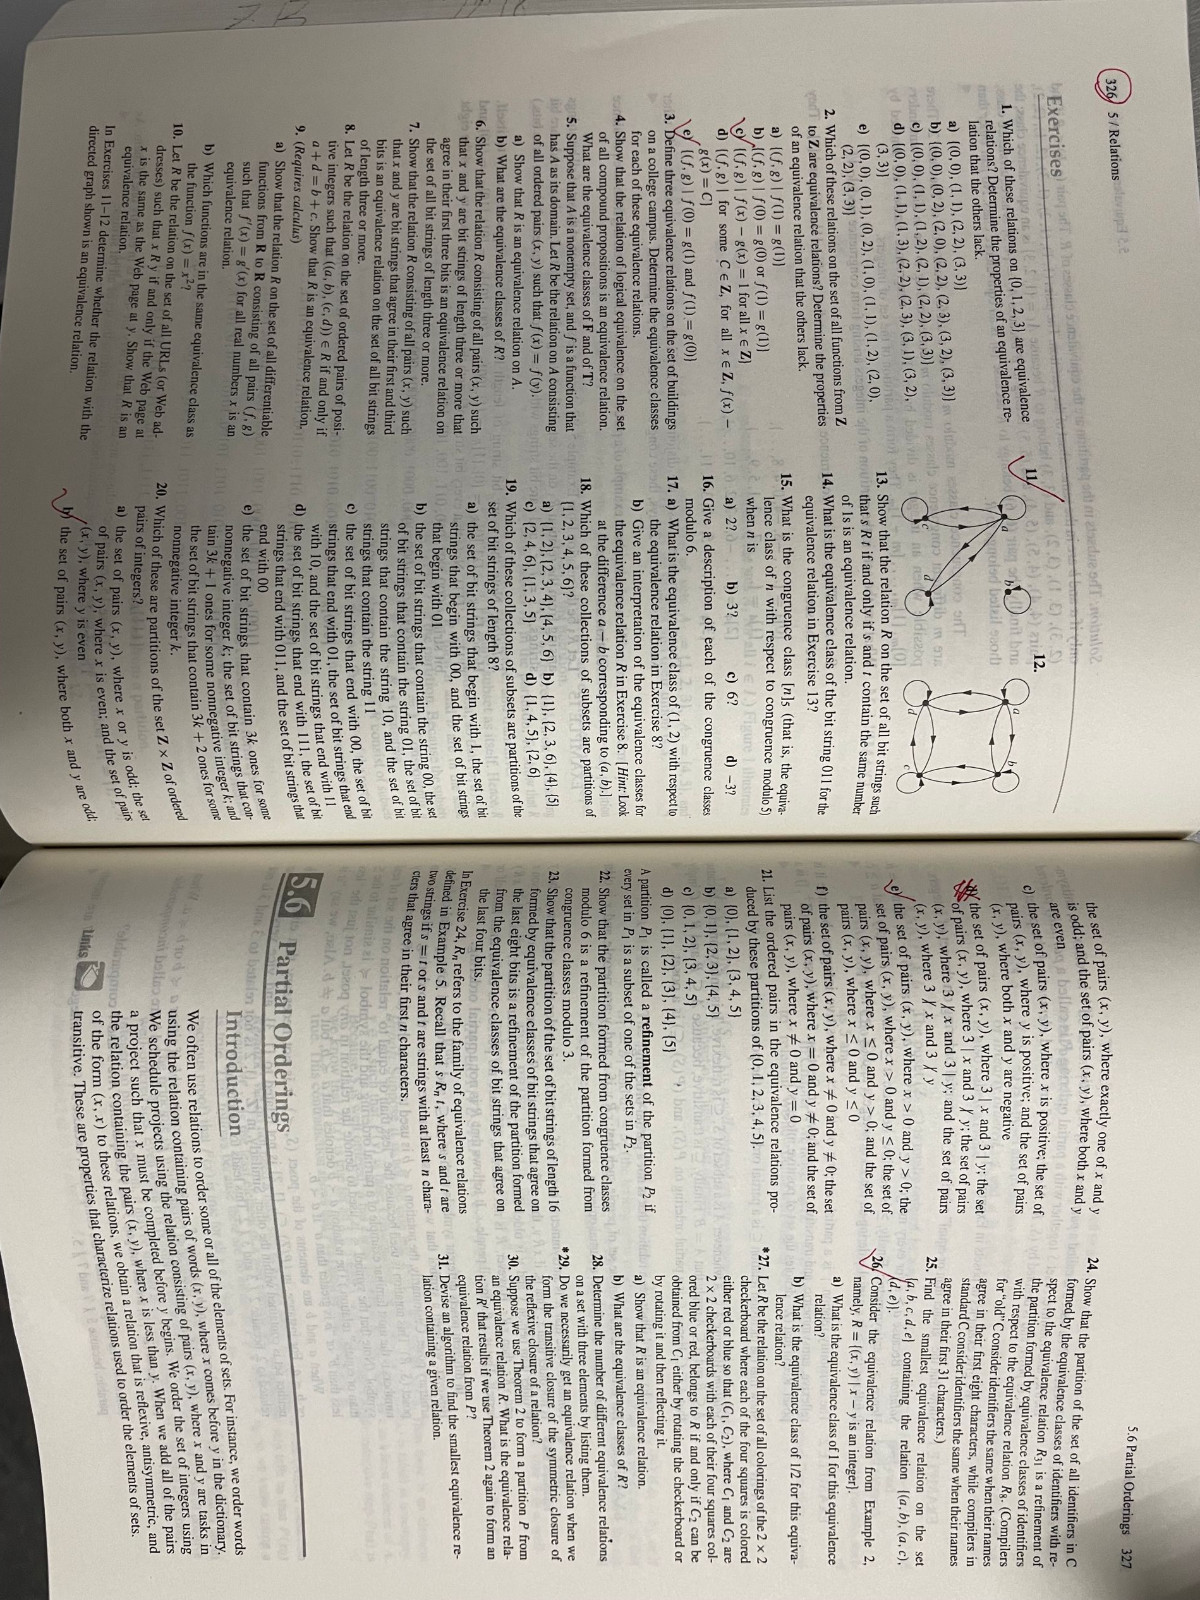 326 5 / Relations
Exercises
1. Which of these relations on {0, 1, 2, 3} are equivalence
relations? Determine the properties of an equivalence re-
lation that the others lack.
a) {(0, 0), (1, 1), (2, 2), (3, 3)}
b) {(0, 0), (0, 2), (2, 0), (2, 2), (2, 3), (3, 2), (3, 3)}
c) {(0, 0), (1, 1), (1, 2), (2, 1), (2, 2), (3, 3)}
d) {(0, 0), (1, 1), (1, 3), (2, 2), (2, 3), (3, 1), (3, 2),
(3, 3)}
e) {(0, 0), (0, 1), (0, 2), (1, 0), (1, 1), (1, 2), (2, 0),
(2, 2), (3, 3)}
2. Which of these relations on the set of all functions from Z
to Z are equivalence relations? Determine the properties
of an equivalence relation that the others lack.
a) {(f, g) | f(1) = g(1)}
b) {(f, g) | f(0) = g(0) or f(1) = g(1)}
c) {(f, g) | f(x) − g(x) = 1 for all x ∈ Z}
d) {(f, g) | for some C ∈ Z, for all x ∈ Z, f(x) −
g(x) = C}
e) {(f, g) | f(0) = g(1) and f(1) = g(0)}
3. Define three equivalence relations on the set of buildings
on a college campus. Determine the equivalence classes
for each of these equivalence relations.
4. Show that the relation of logical equivalence on the set
of all compound propositions is an equivalence relation.
What are the equivalence classes of F and of T?
5. Suppose that A is a nonempty set, and f is a function that
has A as its domain. Let R be the relation on A consisting
of all ordered pairs (x, y) such that f(x) = f(y).
a) Show that R is an equivalence relation on A.
b) What are the equivalence classes of R?
6. Show that the relation R consisting of all pairs (x, y) such
that x and y are bit strings of length three or more that
agree in their first three bits is an equivalence relation on
the set of all bit strings of length three or more.
7. Show that the relation R consisting of all pairs (x, y) such
that x and y are bit strings that agree in their first and third
bits is an equivalence relation on the set of all bit strings
of length three or more.
8. Let R be the relation on the set of ordered pairs of posi-
tive integers such that ((a, b), (c, d)) ∈ R if and only if
a + d = b + c. Show that R is an equivalence relation.
9. (Requires calculus)
a) Show that the relation R on the set of all differentiable
functions from R to R consisting of all pairs (f, g)
such that f′(x) = g′(x) for all real numbers x is an
equivalence relation.
b) Which functions are in the same equivalence class as
the function f(x) = x²?
10. Let R be the relation on the set of all URLs (or Web ad-
dresses) such that x R y if and only if the Web page at
x is the same as the Web page at y. Show that R is an
equivalence relation.
In Exercises 11–12 determine whether the relation with the
directed graph shown is an equivalence relation.
11.
a
b
c
d
12.
a
b
d
c
13. Show that the relation R on the set of all bit strings such
that s R t if and only if s and t contain the same number
of 1s is an equivalence relation.
14. What is the equivalence class of the bit string 011 for the
equivalence relation in Exercise 13?
15. What is the congruence class [n]₅ (that is, the equiva-
lence class of n with respect to congruence modulo 5)
when n is
a) 2? b) 3? c) 6? d) −3?
16. Give a description of each of the congruence classes
modulo 6.
17. a) What is the equivalence class of (1, 2) with respect to
the equivalence relation in Exercise 8?
b) Give an interpretation of the equivalence classes for
the equivalence relation R in Exercise 8. [Hint: Look
at the difference a − b corresponding to (a, b).]
18. Which of these collections of subsets are partitions of
{1, 2, 3, 4, 5, 6}?
a) {1, 2}, {2, 3, 4}, {4, 5, 6} b) {1}, {2, 3, 6}, {4}, {5}
c) {2, 4, 6}, {1, 3, 5} d) {1, 4, 5}, {2, 6}
19. Which of these collections of subsets are partitions of the
set of bit strings of length 8?
a) the set of bit strings that begin with 1, the set of bit
strings that begin with 00, and the set of bit strings
that begin with 01
b) the set of bit strings that contain the string 00, the set
of bit strings that contain the string 01, the set of bit
strings that contain the string 10, and the set of bit
strings that contain the string 11
c) the set of bit strings that end with 00, the set of bit
strings that end with 01, the set of bit strings that end
with 10, and the set of bit strings that end with 11
d) the set of bit strings that end with 111, the set of bit
strings that end with 011, and the set of bit strings that
end with 00
e) the set of bit strings that contain 3k ones for some
nonnegative integer k; the set of bit strings that con-
tain 3k + 1 ones for some nonnegative integer k; and
the set of bit strings that contain 3k + 2 ones for some
nonnegative integer k.
20. Which of these are partitions of the set Z × Z of ordered
pairs of integers?
a) the set of pairs (x, y), where x or y is odd; the set
of pairs (x, y), where x is even; and the set of pairs
(x, y), where y is even
b) the set of pairs (x, y), where both x and y are odd;
5.6 Partial Orderings 327
the set of pairs (x, y), where exactly one of x and y
is odd; and the set of pairs (x, y), where both x and y
are even
c) the set of pairs (x, y), where x is positive; the set of
pairs (x, y), where y is positive; and the set of pairs
(x, y), where both x and y are negative
the set of pairs (x, y), where 3 | x and 3 | y; the set
of pairs (x, y), where 3 | x and 3 ∤ y; the set of pairs
(x, y), where 3 ∤ x and 3 | y; and the set of pairs
(x, y), where 3 ∤ x and 3 ∤ y
e) the set of pairs (x, y), where x > 0 and y > 0; the
set of pairs (x, y), where x > 0 and y ≤ 0; the set of
pairs (x, y), where x ≤ 0 and y > 0; and the set of
pairs (x, y), where x ≤ 0 and y ≤ 0
f) the set of pairs (x, y), where x ≠ 0 and y ≠ 0; the set
of pairs (x, y), where x = 0 and y ≠ 0; and the set of
pairs (x, y), where x ≠ 0 and y = 0
21. List the ordered pairs in the equivalence relations pro-
duced by these partitions of {0, 1, 2, 3, 4, 5}.
a) {0}, {1, 2}, {3, 4, 5}
b) {0, 1}, {2, 3}, {4, 5}
c) {0, 1, 2}, {3, 4, 5}
d) {0}, {1}, {2}, {3}, {4}, {5}
A partition P₁ is called a refinement of the partition P₂ if
every set in P₁ is a subset of one of the sets in P₂.
22. Show that the partition formed from congruence classes
modulo 6 is a refinement of the partition formed from
congruence classes modulo 3.
23. Show that the partition of the set of bit strings of length 16
formed by equivalence classes of bit strings that agree on
the last eight bits is a refinement of the partition formed
from the equivalence classes of bit strings that agree on
the last four bits.
In Exercise 24, Rₙ refers to the family of equivalence relations
defined in Example 5. Recall that s Rₙ t, where s and t are
two strings if s = t or s and t are strings with at least n chara-
cters that agree in their first n characters.
24. Show that the partition of the set of all identifiers in C
formed by the equivalence classes of identifiers with re-
spect to the equivalence relation R₃₁ is a refinement of
the partition formed by equivalence classes of identifiers
with respect to the equivalence relation R₈. (Compilers
for "old" C consider identifiers the same when their names
agree in their first eight characters, while compilers in
standard C consider identifiers the same when their names
agree in their first 31 characters.)
25. Find the smallest equivalence relation on the set
{a, b, c, d, e} containing the relation {(a, b), (a, c),
(d, e)}.
26. Consider the equivalence relation from Example 2,
namely, R = {(x, y) | x − y is an integer}.
a) What is the equivalence class of 1 for this equivalence
relation?
b) What is the equivalence class of 1/2 for this equiva-
lence relation?
*27. Let R be the relation on the set of all colorings of the 2 × 2
checkerboard where each of the four squares is colored
either red or blue so that (C₁, C₂), where C₁ and C₂ are
2 × 2 checkerboards with each of their four squares col-
ored blue or red, belongs to R if and only if C₂ can be
obtained from C₁ either by rotating the checkerboard or
by rotating it and then reflecting it.
a) Show that R is an equivalence relation.
b) What are the equivalence classes of R?
28. Determine the number of different equivalence relations
on a set with three elements by listing them.
*29. Do we necessarily get an equivalence relation when we
form the transitive closure of the symmetric closure of
the reflexive closure of a relation?
30. Suppose we use Theorem 2 to form a partition P from
an equivalence relation R. What is the equivalence rela-
tion R′ that results if we use Theorem 2 again to form an
equivalence relation from P?
31. Devise an algorithm to find the smallest equivalence re-
lation containing a given relation.
5.6 Partial Orderings
Introduction
We often use relations to order some or all of the elements of sets. For instance, we order words
using the relation containing pairs of words (x, y), where x comes before y in the dictionary.
We schedule projects using the relation consisting of pairs (x, y), where x and y are tasks in
a project such that x must be completed before y begins. We order the set of integers using
the relation containing the pairs (x, y), where x is less than y. When we add all of the pairs
of the form (x, x) to these relations, we obtain a relation that is reflexive, antisymmetric, and
transitive. These are properties that characterize relations used to order the elements of sets.
Links